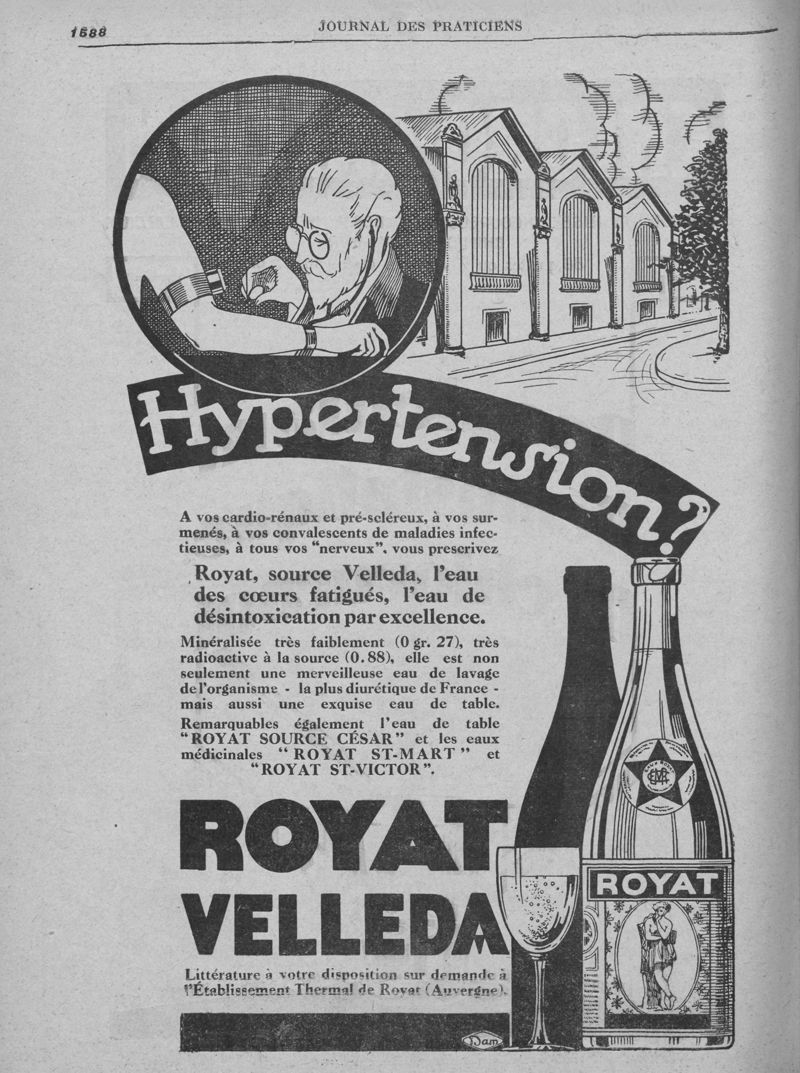 1588
JOURNAL DES PRATICIENS
Hypertension?
A vos cardio-rénaux et pré-scléreux, à vos sur-
menés, à vos convalescents de maladies infec-
tieuses, à tous vos "nerveux", vous prescrivez
Royat, source Velleda, l'eau
des cœurs fatigués, l'eau de
désintoxication par excellence.
Minéralisée très faiblement (0 gr. 27), très
radioactive à la source (0.88), elle est non
seulement une merveilleuse eau de lavage
de l'organisme - la plus diurétique de France -
mais aussi une exquise eau de table.
Remarquables également l'eau de table
"ROYAT SOURCE CÉSAR" et les eaux
médicinales "ROYAT ST-MART" et
"ROYAT ST-VICTOR".
ROYAT
VELLEDA
ROYAT
Littérature à votre disposition sur demande à
l'Établissement Thermal de Royat (Auvergne).